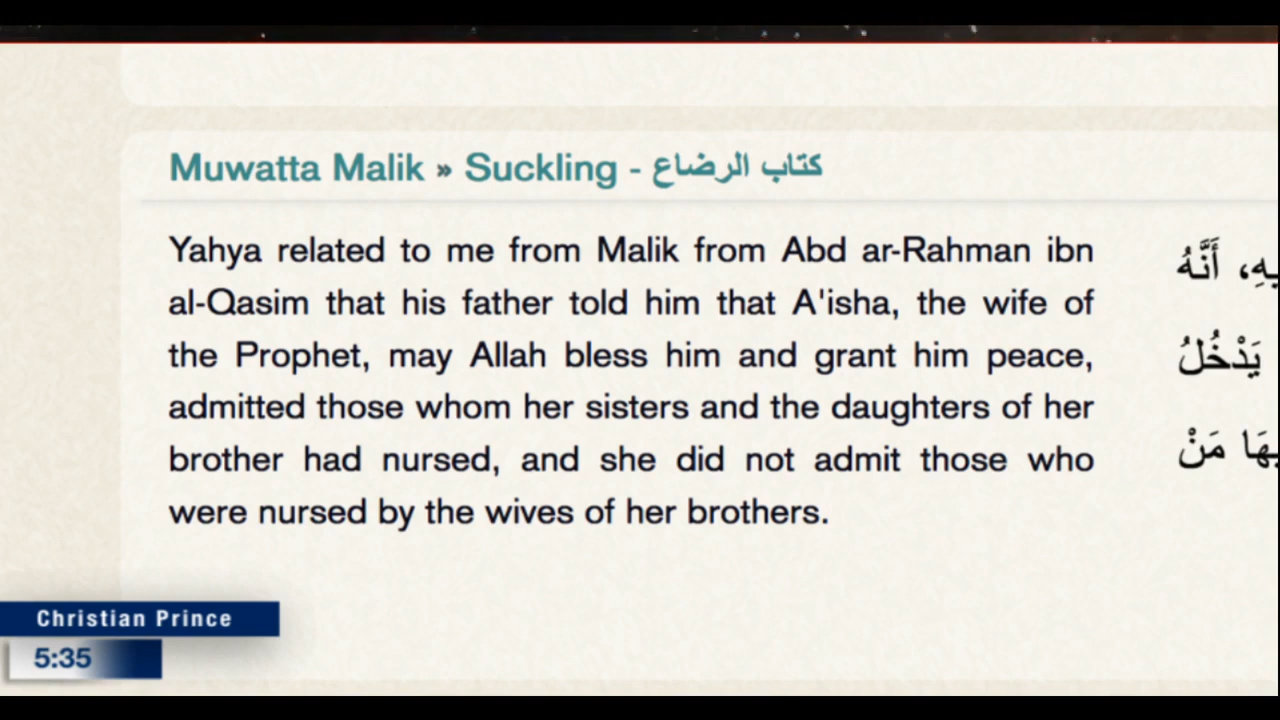 Muwatta Malik » Suckling - كتاب الرضاع
Yahya related to me from Malik from Abd ar-Rahman ibn
al-Qasim that his father told him that A'isha, the wife of
the Prophet, may Allah bless him and grant him peace,
admitted those whom her sisters and the daughters of her
brother had nursed, and she did not admit those who
were nursed by the wives of her brothers.
أَنَّهُ
يَدْخُلُ
مَنْ
Christian Prince
5:35